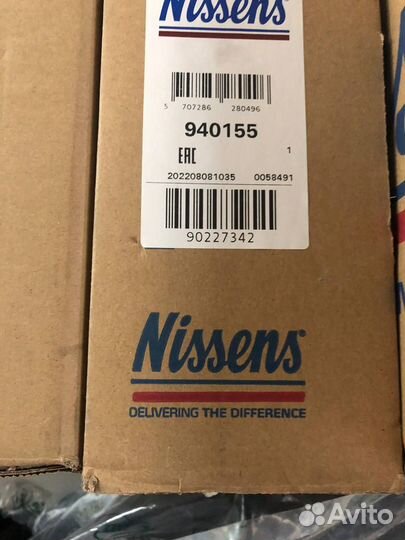 Nissens
5 707286 280496
940155
EAC 1
202208081035 0058491
90227342
Nissens®
DELIVERING THE DIFFERENCE
Avito